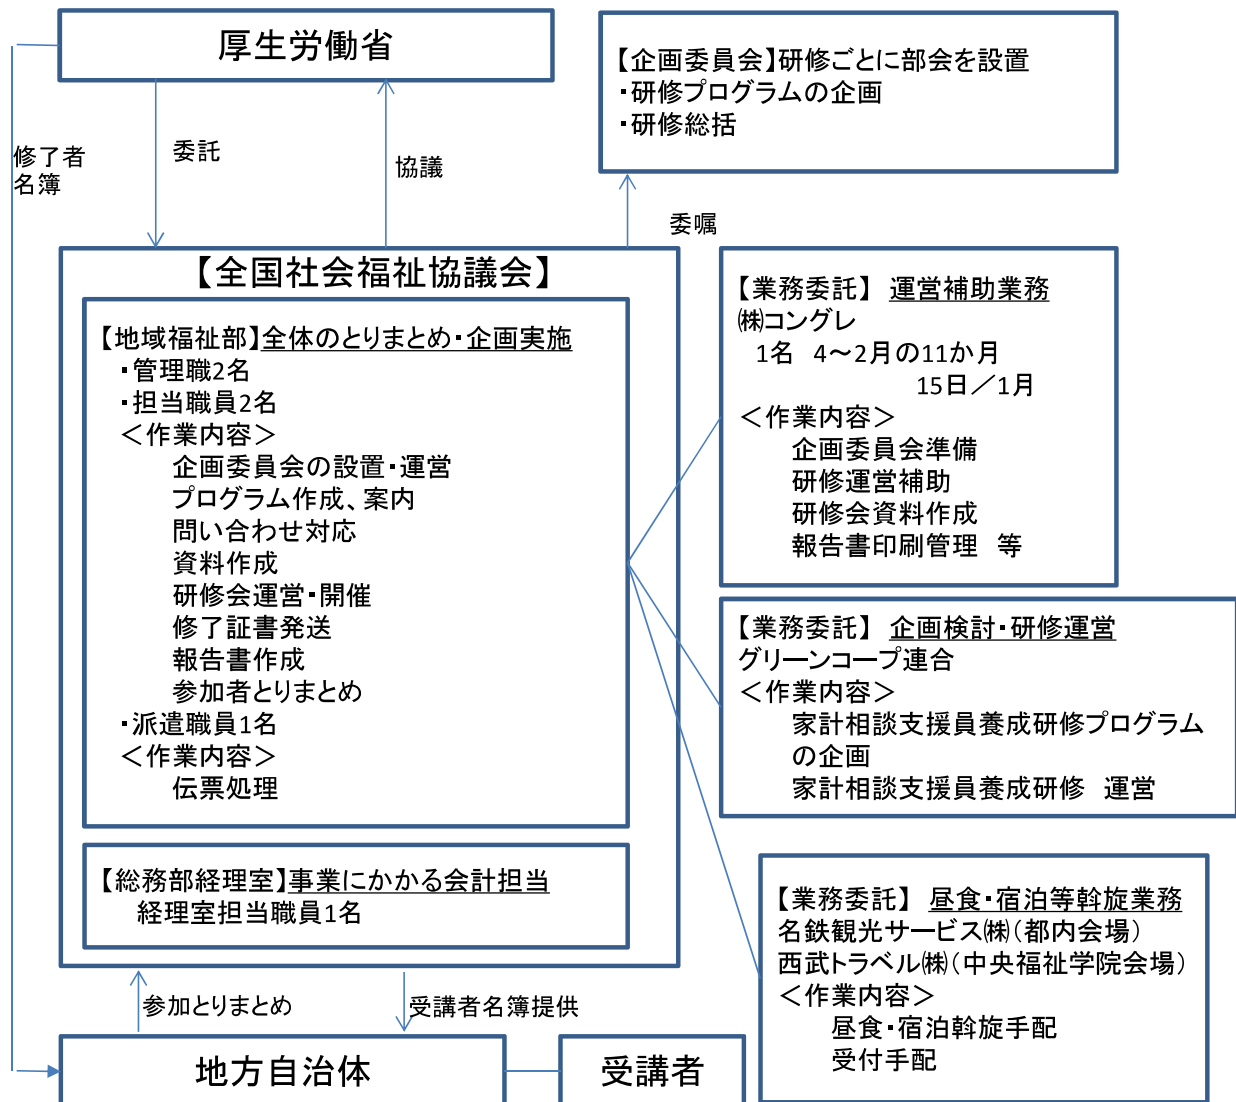 厚生労働省
【企画委員会】研修ごとに部会を設置
・研修プログラムの企画
・研修総括
修了者
名簿
委託
協議
委嘱
【全国社会福祉協議会】
【地域福祉部】全体のとりまとめ・企画実施
・管理職2名
・担当職員2名
＜作業内容＞
企画委員会の設置・運営
プログラム作成、案内
問い合わせ対応
資料作成
研修会運営・開催
修了証書発送
報告書作成
参加者とりまとめ
・派遣職員1名
＜作業内容＞
伝票処理
【総務部経理室】事業にかかる会計担当
経理室担当職員1名
【業務委託】 運営補助業務
㈱コングレ
1名 4～2月の11か月
15日／1月
＜作業内容＞
企画委員会準備
研修運営補助
研修会資料作成
報告書印刷管理 等
【業務委託】 企画検討・研修運営
グリーンコープ連合
＜作業内容＞
家計相談支援員養成研修プログラム
の企画
家計相談支援員養成研修 運営
【業務委託】 昼食・宿泊等斡旋業務
名鉄観光サービス㈱（都内会場）
西武トラベル㈱（中央福祉学院会場）
＜作業内容＞
昼食・宿泊斡旋手配
受付手配
参加とりまとめ
受講者名簿提供
地方自治体
受講者